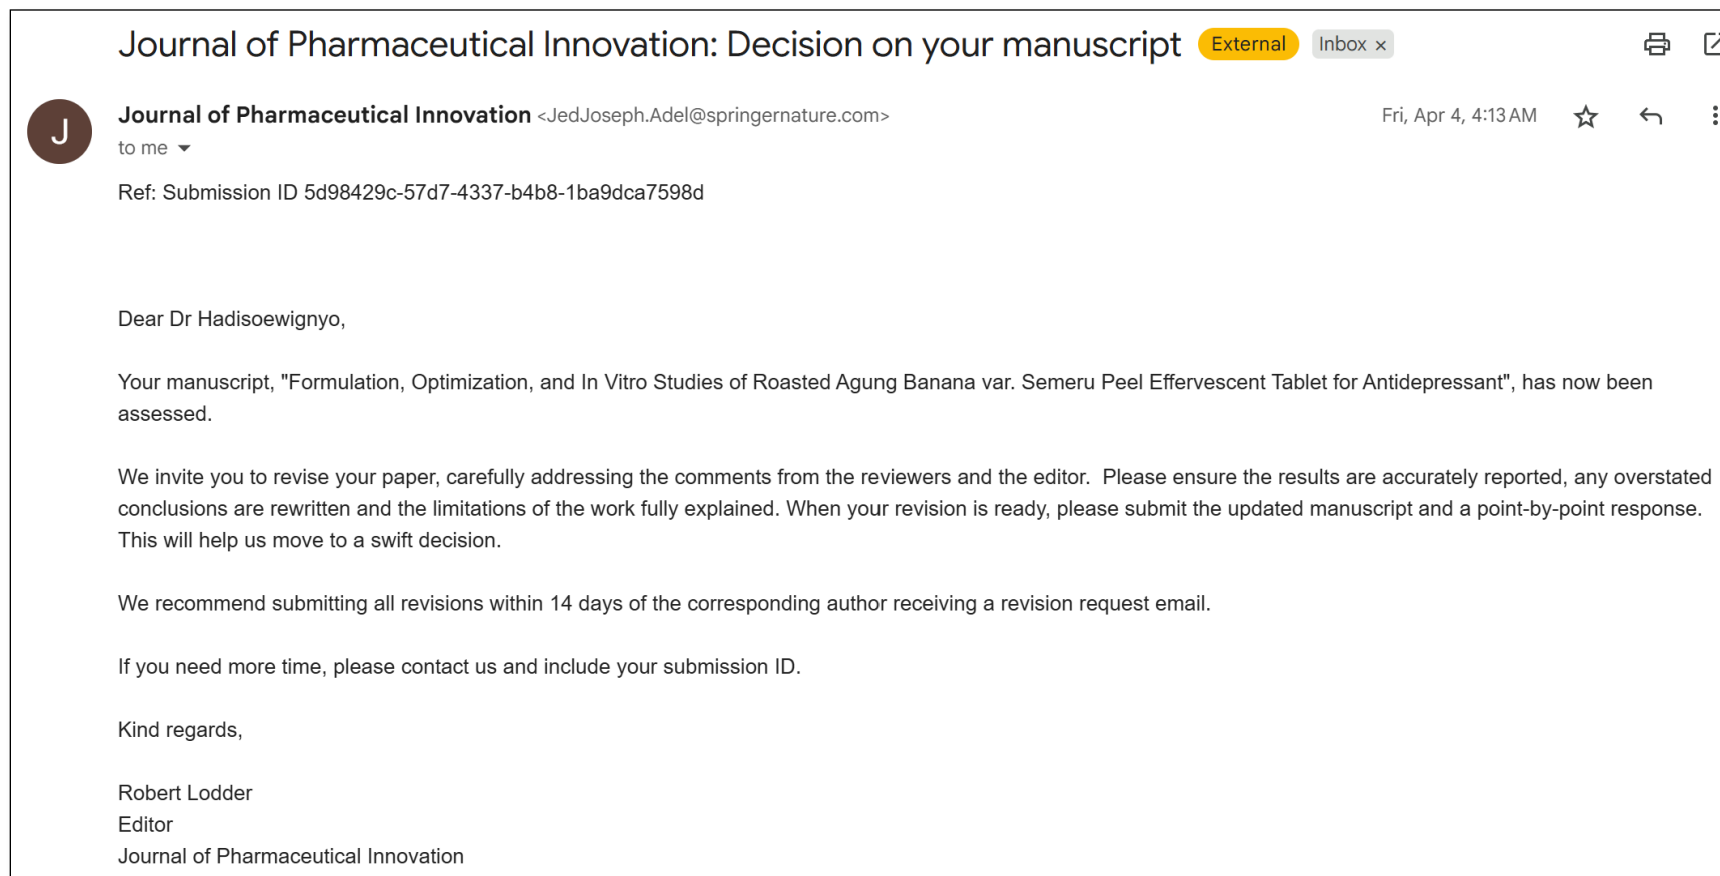 Journal of Pharmaceutical Innovation: Decision on your manuscript External Inbox ×
J
Journal of Pharmaceutical Innovation <JedJoseph.Adel@springernature.com> Fri, Apr 4, 4:13 AM
to me
Ref: Submission ID 5d98429c-57d7-4337-b4b8-1ba9dca7598d
Dear Dr Hadisoewignyo,
Your manuscript, "Formulation, Optimization, and In Vitro Studies of Roasted Agung Banana var. Semeru Peel Effervescent Tablet for Antidepressant", has now been
assessed.
We invite you to revise your paper, carefully addressing the comments from the reviewers and the editor.  Please ensure the results are accurately reported, any overstated
conclusions are rewritten and the limitations of the work fully explained. When your revision is ready, please submit the updated manuscript and a point-by-point response.
This will help us move to a swift decision.
We recommend submitting all revisions within 14 days of the corresponding author receiving a revision request email.
If you need more time, please contact us and include your submission ID.
Kind regards,
Robert Lodder
Editor
Journal of Pharmaceutical Innovation